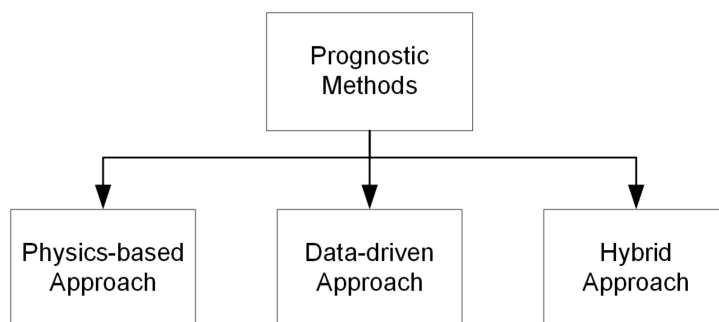 Prognostic
Methods
Physics-based
Approach
Data-driven
Approach
Hybrid
Approach